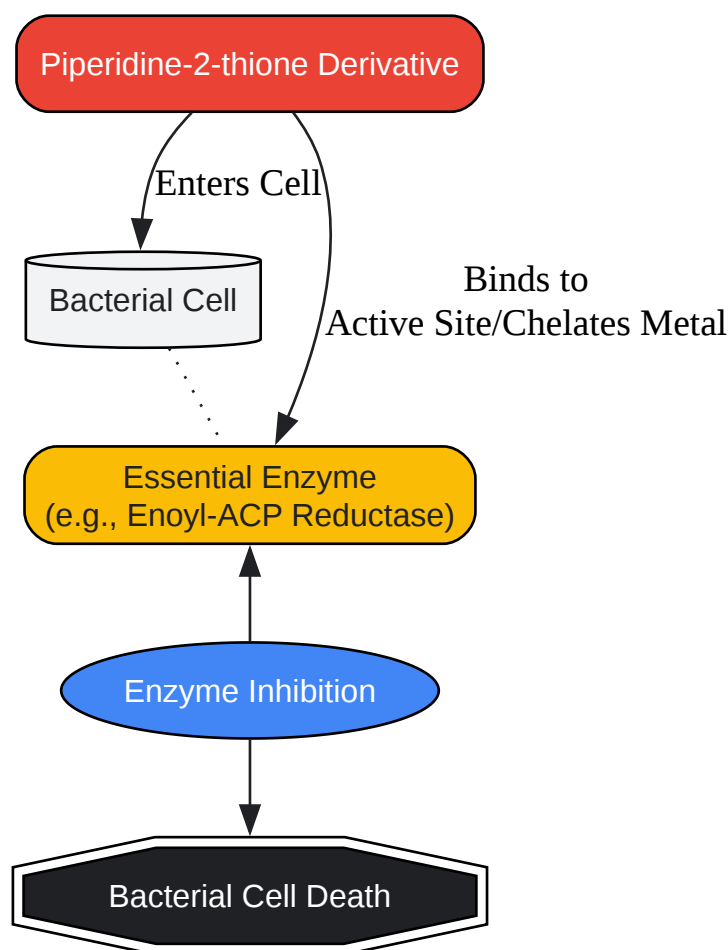 Piperidine-2-thione Derivative
Enters Cell
Binds to
Active Site/Chelates Metal
Bacterial Cell
Essential Enzyme
(e.g., Enoyl-ACP Reductase)
Enzyme Inhibition
Bacterial Cell Death